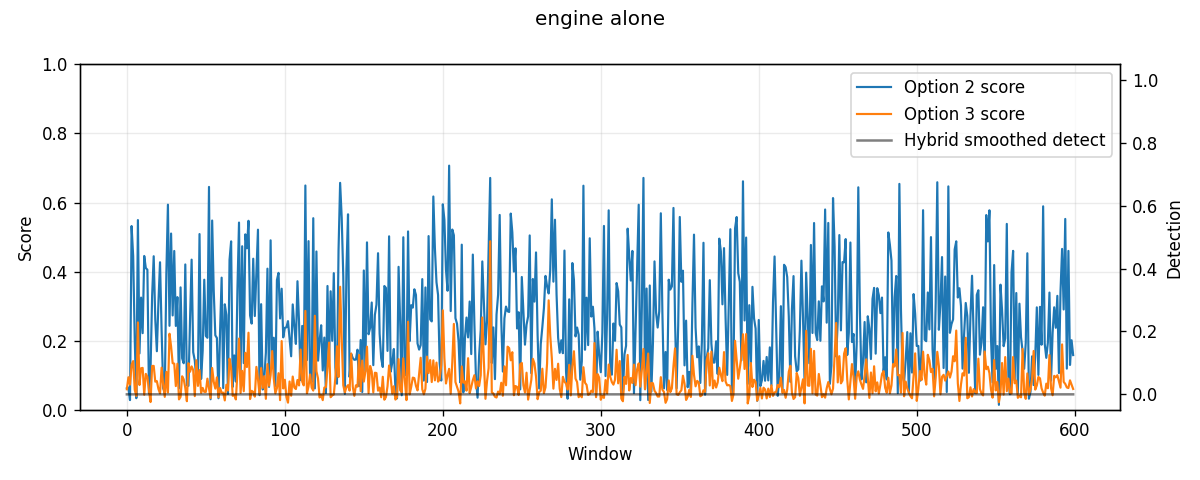 engine alone
Option 2 score
Option 3 score
Hybrid smoothed detect
Score
1.0
0.8
0.6
0.4
0.2
0.0
Detection
1.0
0.8
0.6
0.4
0.2
0.0
0 100 200 300 400 500 600
Window